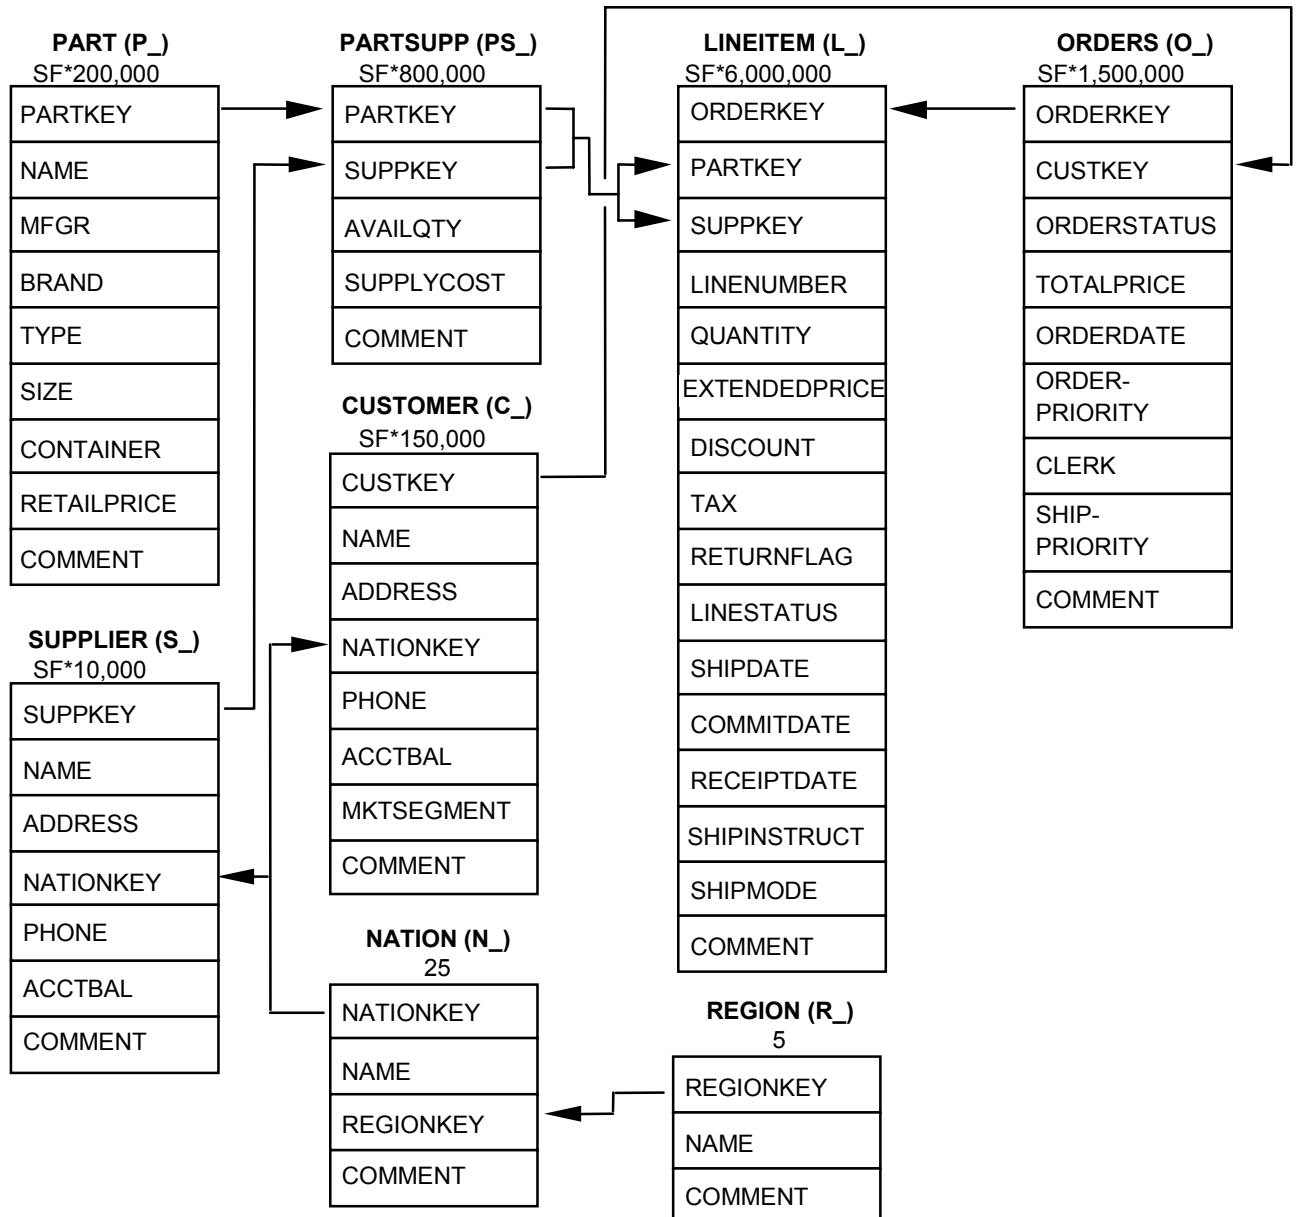 PART (P_)
SF*200,000
PARTKEY
NAME
MFGR
BRAND
TYPE
SIZE
CONTAINER
RETAILPRICE
COMMENT
SUPPLIER (S_)
SF*10,000
SUPPKEY
NAME
ADDRESS
NATIONKEY
PHONE
ACCTBAL
COMMENT
PARTSUPP (PS_)
SF*800,000
PARTKEY
SUPPKEY
AVAILQTY
SUPPLYCOST
COMMENT
CUSTOMER (C_)
SF*150,000
CUSTKEY
NAME
ADDRESS
NATIONKEY
PHONE
ACCTBAL
MKTSEGMENT
COMMENT
NATION (N_)
25
NATIONKEY
NAME
REGIONKEY
COMMENT
LINEITEM (L_)
SF*6,000,000
ORDERKEY
PARTKEY
SUPPKEY
LINENUMBER
QUANTITY
EXTENDEDPRICE
DISCOUNT
TAX
RETURNFLAG
LINESTATUS
SHIPDATE
COMMITDATE
RECEIPTDATE
SHIPINSTRUCT
SHIPMODE
COMMENT
REGION (R_)
5
REGIONKEY
NAME
COMMENT
ORDERS (O_)
SF*1,500,000
ORDERKEY
CUSTKEY
ORDERSTATUS
TOTALPRICE
ORDERDATE
ORDER-
PRIORITY
CLERK
SHIP-
PRIORITY
COMMENT